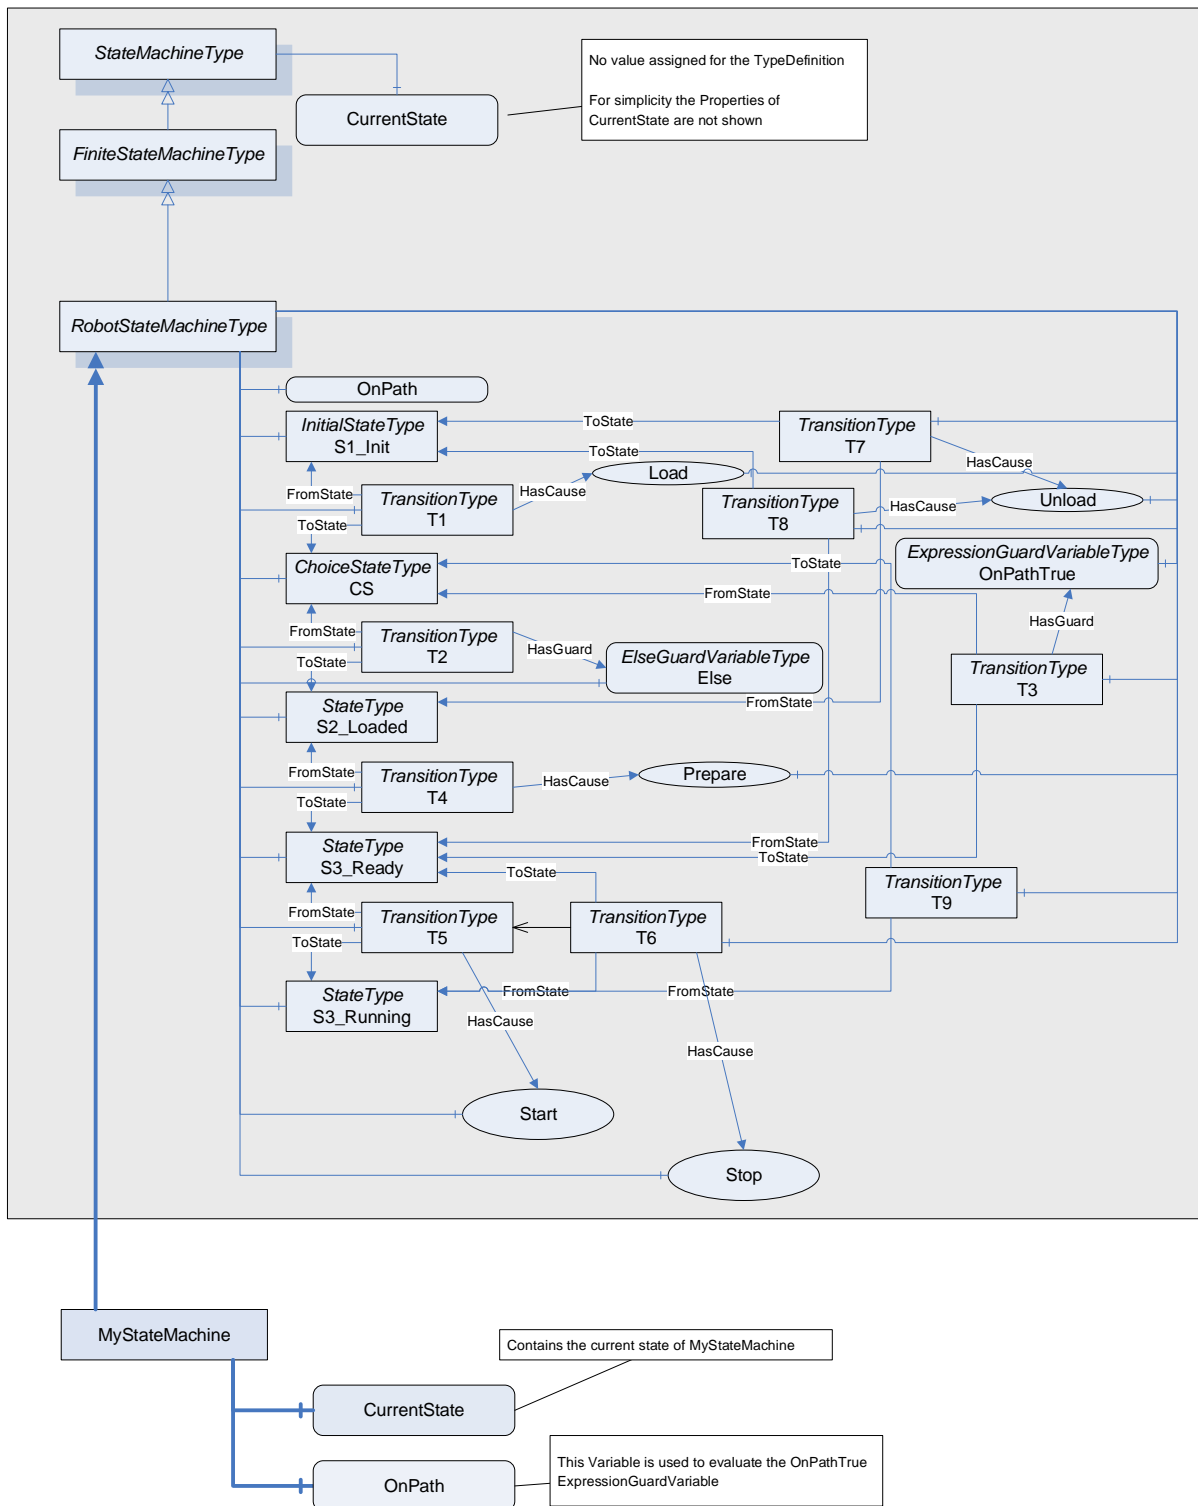 StateMachineType
No value assigned for the TypeDefinition
For simplicity the Properties of
CurrentState are not shown
CurrentState
FiniteStateMachineType
RobotStateMachineType
OnPath
InitialStateType
S1_Init
ToState
TransitionType
T7
ToState
HasCause
Load
FromState
HasCause
TransitionType
T1
TransitionType
T8
HasCause
Unload
ToState
ChoiceStateType
CS
ToState
ExpressionGuardVariableType
OnPathTrue
FromState
FromState
TransitionType
T2
HasGuard
HasGuard
ElseGuardVariableType
Else
ToState
TransitionType
T3
StateType
S2_Loaded
FromState
FromState
TransitionType
T4
HasCause
Prepare
ToState
StateType
S3_Ready
FromState
ToState
ToState
TransitionType
T9
FromState
TransitionType
T5
TransitionType
T6
ToState
StateType
S3_Running
FromState
FromState
HasCause
HasCause
Start
Stop
MyStateMachine
Contains the current state of MyStateMachine
CurrentState
This Variable is used to evaluate the OnPathTrue
ExpressionGuardVariable
OnPath